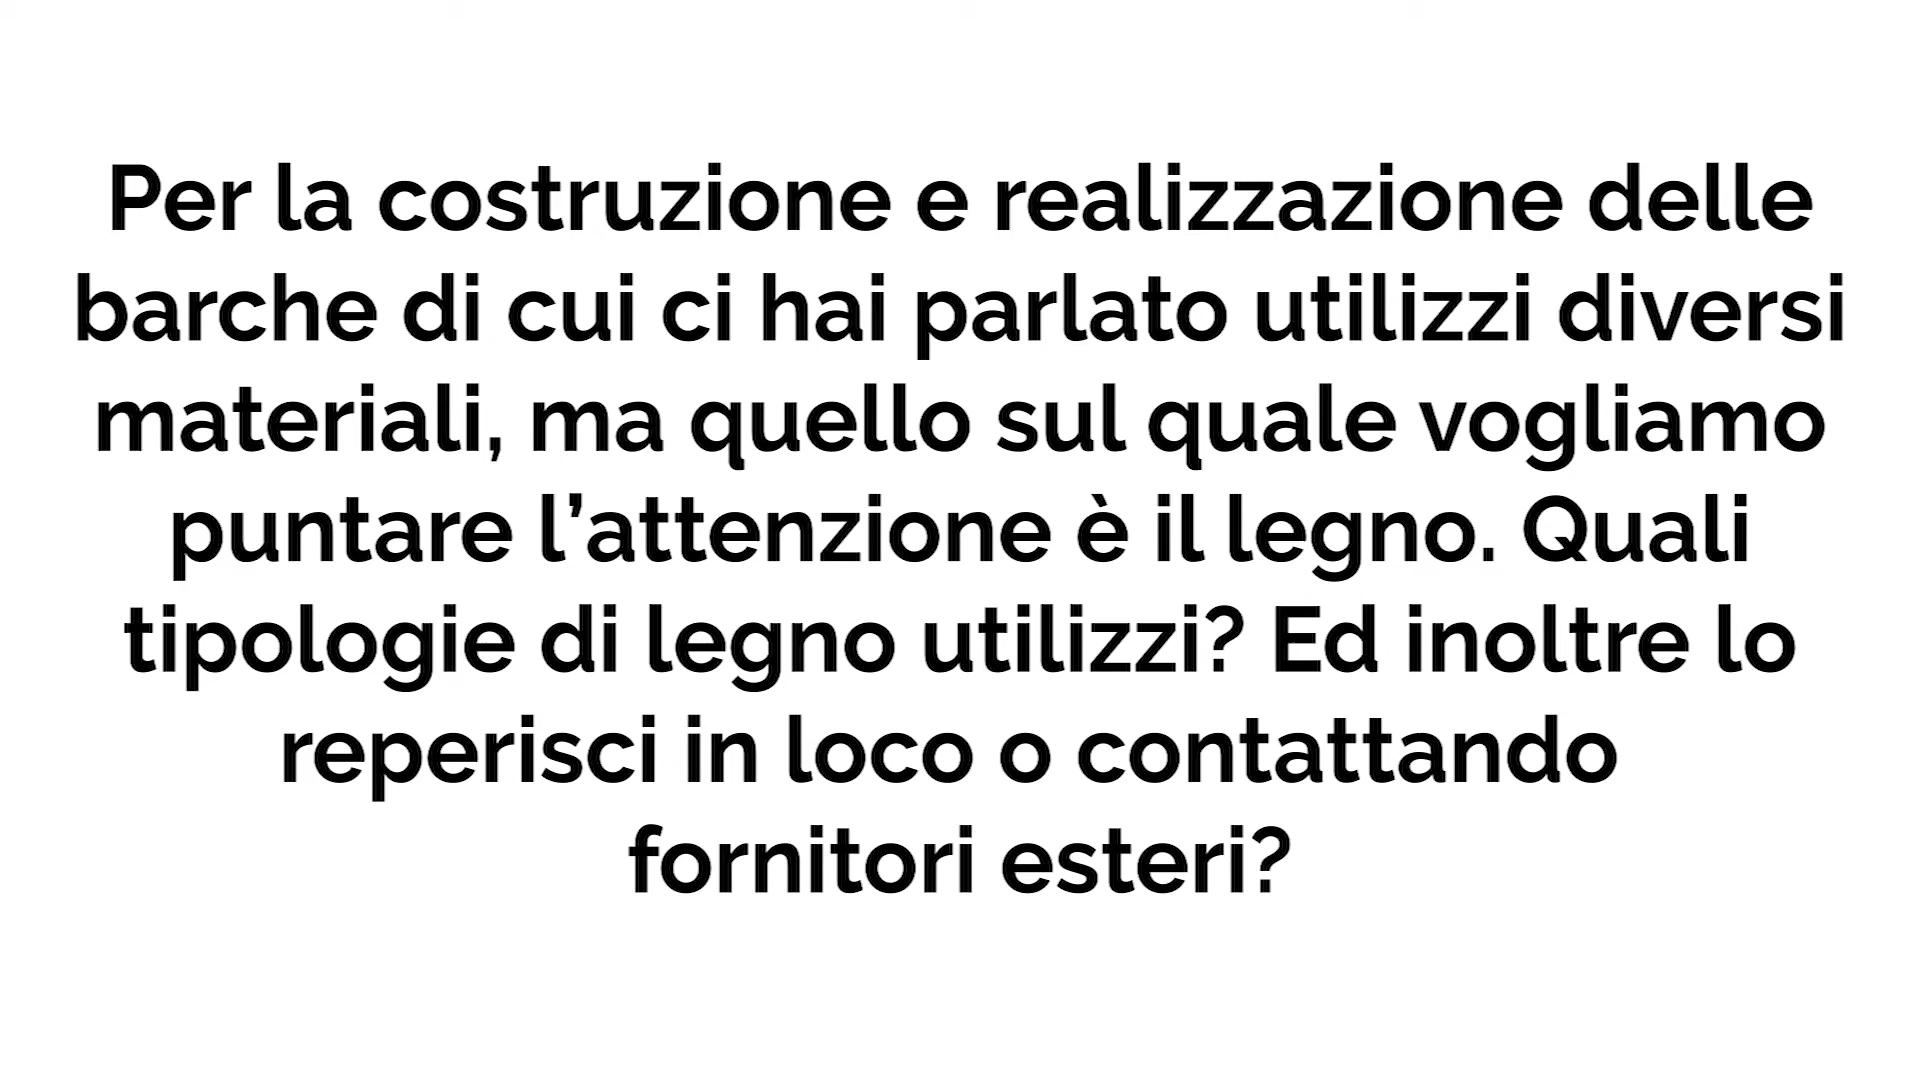 Per la costruzione e realizzazione delle
barche di cui ci hai parlato utilizzi diversi
materiali, ma quello sul quale vogliamo
puntare l’attenzione è il legno. Quali
tipologie di legno utilizzi? Ed inoltre lo
reperisci in loco o contattando
fornitori esteri?